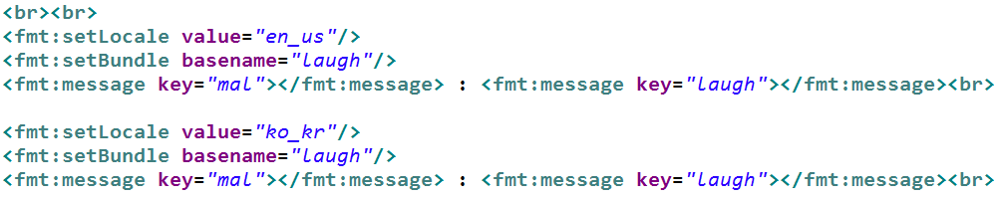 <br><br>
<fmt:setLocale value="en_us"/>
<fmt:setBundle basename="laugh"/>
<fmt:message key="mal"></fmt:message> : <fmt:message key="laugh"></fmt:message><br>
<fmt:setLocale value="ko_kr"/>
<fmt:setBundle basename="laugh"/>
<fmt:message key="mal"></fmt:message> : <fmt:message key="laugh"></fmt:message><br>